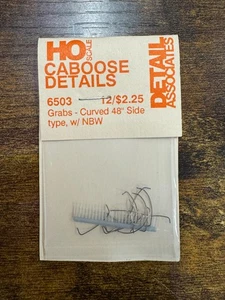 HO
SCALE
CABOOSE
DETAILS
6503 12/$2.25
Grabs - Curved 48" Side
type, w/ NBW
DETAIL
ASSOCIATES